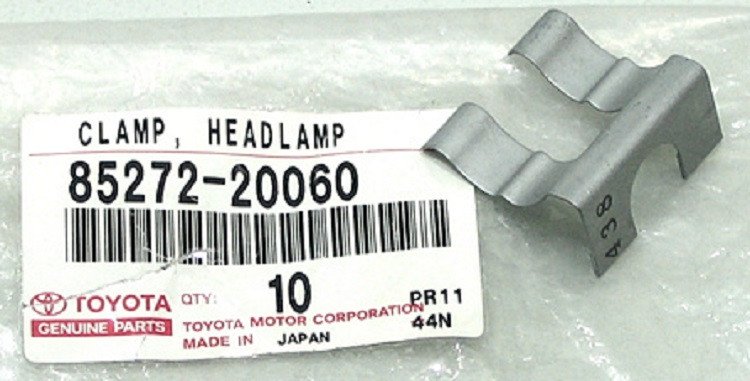 CLAMP, HEADLAMP
85272-20060
TOYOTA QTY: 10 PR11
GENUINE PARTS TOYOTA MOTOR CORPORATION 44N
MADE IN JAPAN
438